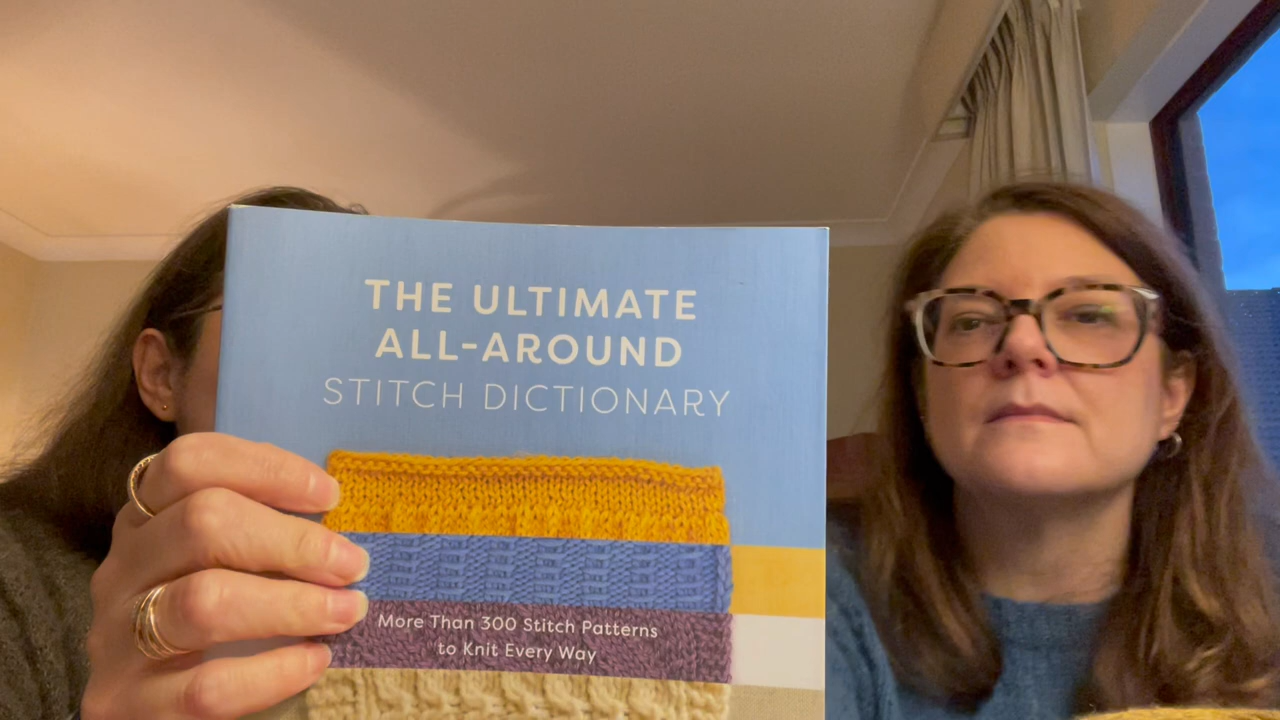 THE ULTIMATE
ALL-AROUND
STITCH DICTIONARY
More Than 300 Stitch Patterns
to Knit Every Way